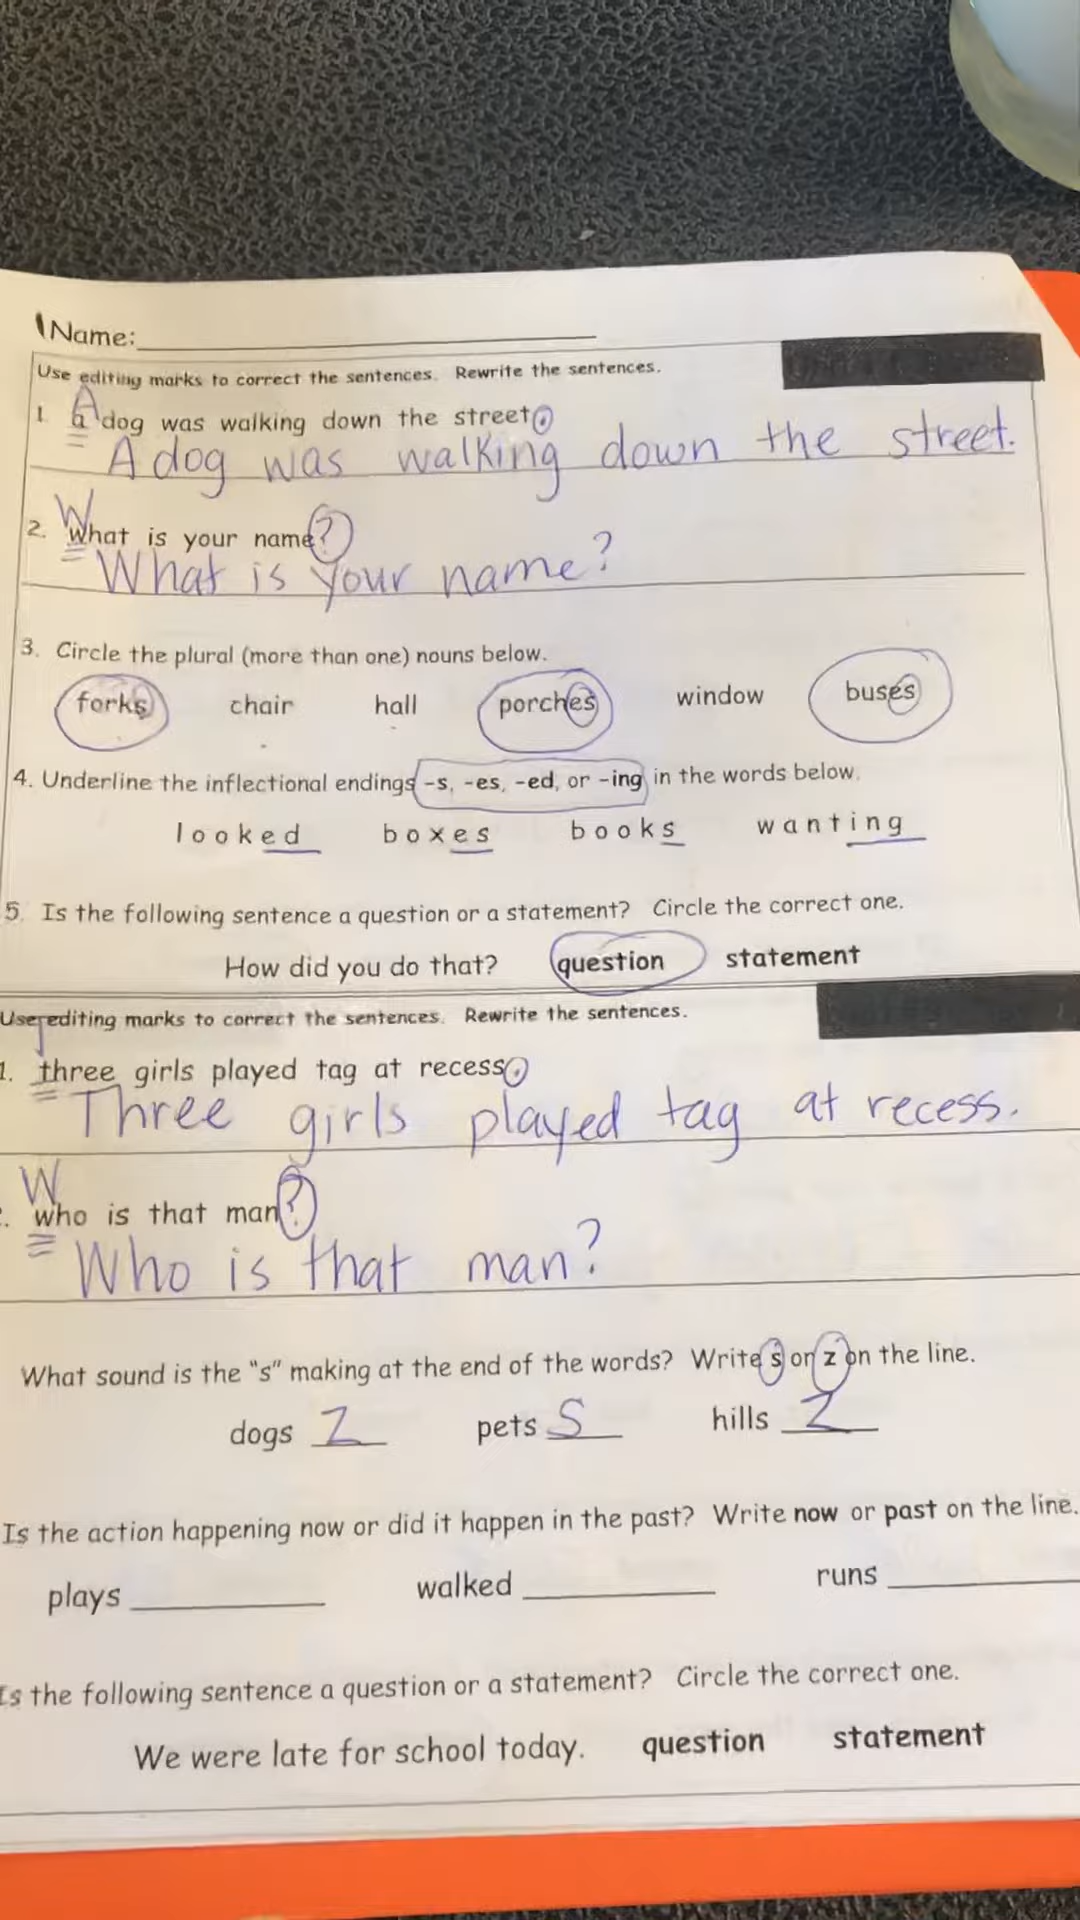 Name:
Use editing marks to correct the sentences. Rewrite the sentences.
A
1. a dog was walking down the street.
A dog was walking down the street.
W
2. what is your name?
What is your name?
3. Circle the plural (more than one) nouns below.
forks chair hall porches window buses
4. Underline the inflectional endings -s, -es, -ed, or -ing in the words below.
looked boxes books wanting
5. Is the following sentence a question or a statement? Circle the correct one.
How did you do that? question statement
Use editing marks to correct the sentences. Rewrite the sentences.
T
1. three girls played tag at recess.
Three girls played tag at recess.
W
. who is that man?
Who is that man?
What sound is the "s" making at the end of the words? Write s or z on the line.
dogs Z pets S hills Z
Is the action happening now or did it happen in the past? Write now or past on the line.
plays walked runs
Is the following sentence a question or a statement? Circle the correct one.
We were late for school today. question statement